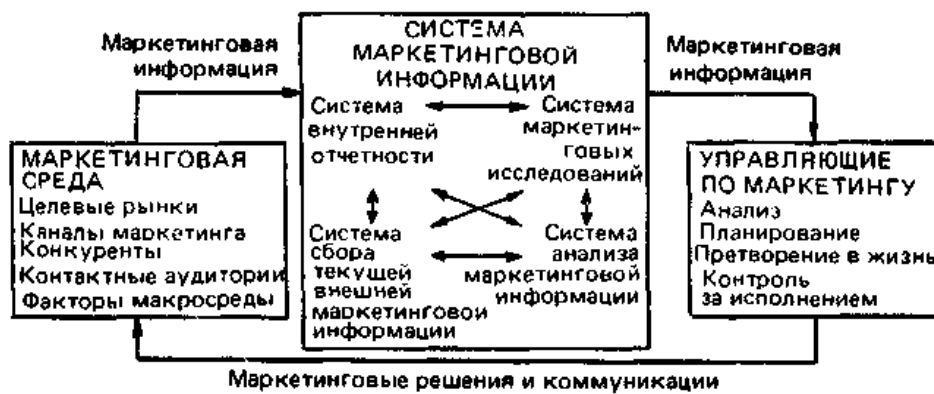 Маркетинговая
информация
СИСТЕМА
МАРКЕТИНГОВОЙ
ИНФОРМАЦИИ
Маркетинговая
информация
Система
внутренней
отчетности
Система
маркетин-
говых
исследований
МАРКЕТИНГОВАЯ
СРЕДА
Целевые рынки
Каналы маркетинга
Конкуренты
Контактные аудитории
Факторы макросреды
Система
сбора
текущей
внешней
маркетинговой
информации
Система
анализа
маркетинговой
информации
УПРАВЛЯЮЩИЕ
ПО МАРКЕТИНГУ
Анализ
Планирование
Претворение в жизнь
Контроль
за исполнением
Маркетинговые решения и коммуникации